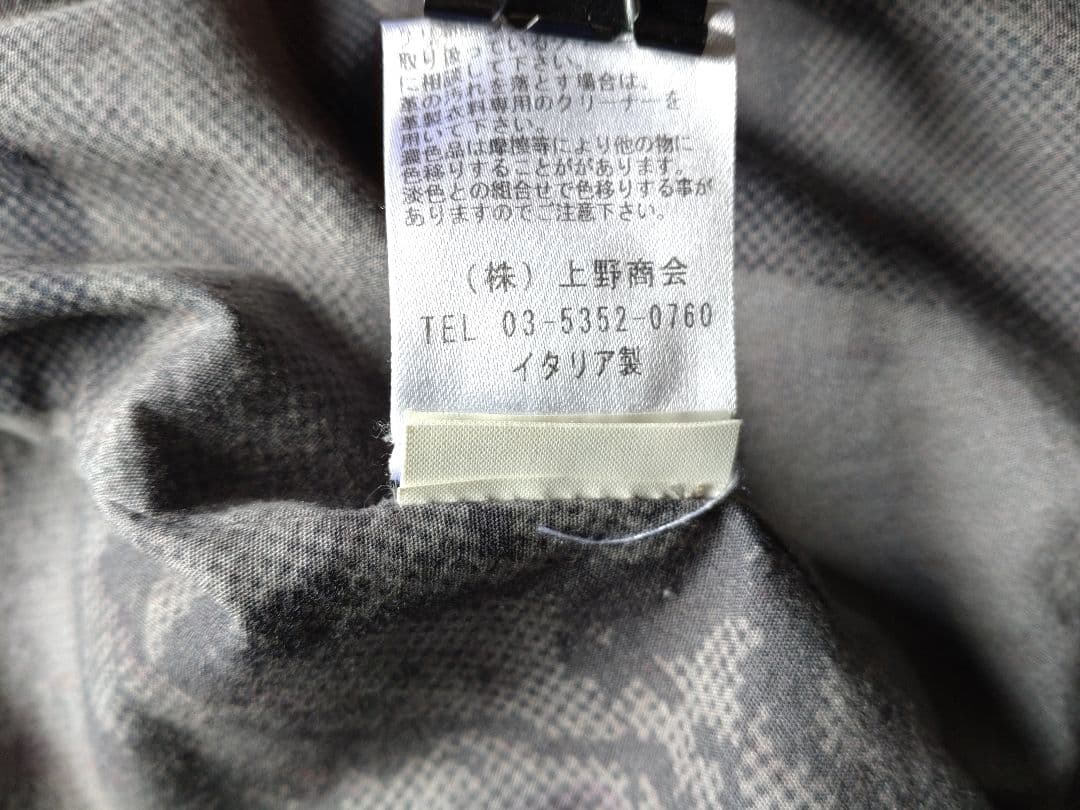 取り扱っている
に相談して下さい。
革の汚れを落とす場合は、
革製衣料専用のクリーナーを
用いて下さい。
濃色品は摩擦等により他の物に
色移りすることががあります。
淡色との組合せで色移りする事が
ありますのでご注意下さい。
(株) 上野商会
TEL 03-5352-0760
イタリア製